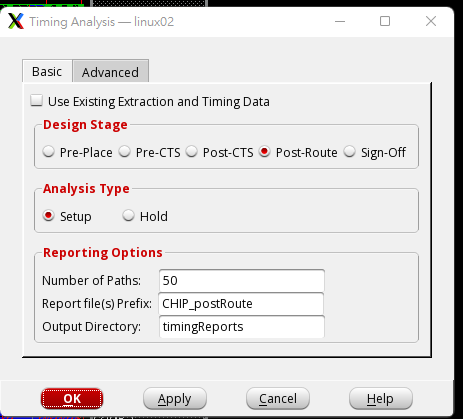 Timing Analysis — linux02
Basic Advanced
Use Existing Extraction and Timing Data
Design Stage
Pre-Place Pre-CTS Post-CTS Post-Route Sign-Off
Analysis Type
Setup Hold
Reporting Options
Number of Paths: 50
Report file(s) Prefix: CHIP_postRoute
Output Directory: timingReports
OK Apply Cancel Help